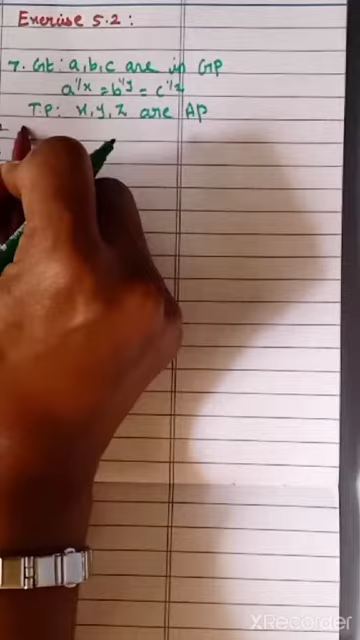 Exercise 5.2 :
7. Gt: a, b, c are in GP
a^1/x = b^1/y = c^1/z
T.P: x, y, z are AP
XRecorder